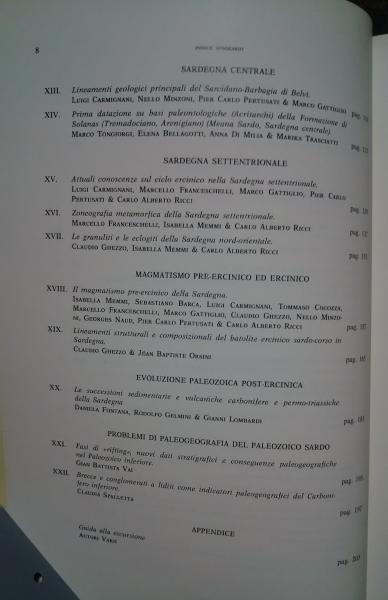 8
INDICE SOMMARIO
SARDEGNA CENTRALE
XIII. Lineamenti geologici principali del Sarcidano-Barbagia di Belvì.
LUIGI CARMIGNANI, NELLO MINZONI, PIER CARLO PERTUSATI & MARCO GATTIGLIO pag.
XIV. Prima datazione su basi paleontologiche (Acritarchi) della Formazione di
Solanas (Tremadociano, Arenigiano) (Meana Sardo, Sardegna centrale).
MARCO TONGIORGI, ELENA BELLAGOTTI, ANNA DI MILIA & MARIKA TRASCIATTI pag.
SARDEGNA SETTENTRIONALE
XV. Attuali conoscenze sul ciclo ercinico nella Sardegna settentrionale.
LUIGI CARMIGNANI, MARCELLO FRANCESCHELLI, MARCO GATTIGLIO, PIER CARLO
PERTUSATI & CARLO ALBERTO RICCI pag.
XVI. Zoneografia metamorfica della Sardegna settentrionale.
MARCELLO FRANCESCHELLI, ISABELLA MEMMI & CARLO ALBERTO RICCI pag.
XVII. Le granuliti e le eclogiti della Sardegna nord-orientale.
CLAUDIO GHEZZO, ISABELLA MEMMI & CARLO ALBERTO RICCI pag.
MAGMATISMO PRE-ERCINICO ED ERCINICO
XVIII. Il magmatismo pre-ercinico della Sardegna.
ISABELLA MEMMI, SEBASTIANO BARCA, LUIGI CARMIGNANI, TOMMASO COCOZZA,
MARCELLO FRANCESCHELLI, MARCO GATTIGLIO, CLAUDIO GHEZZO, NELLO MINZO-
NI, GEORGES NAUD, PIER CARLO PERTUSATI & CARLO ALBERTO RICCI pag.
XIX. Lineamenti strutturali e composizionali del batolite ercinico sardo-corso in
Sardegna.
CLAUDIO GHEZZO & JEAN BAPTISTE ORSINI pag.
EVOLUZIONE PALEOZOICA POST-ERCINICA
XX. Le successioni sedimentarie e vulcaniche carbonifere e permo-triassiche
della Sardegna
DANIELA FONTANA, RODOLFO GELMINI & GIANNI LOMBARDI pag.
PROBLEMI DI PALEOGEOGRAFIA DEL PALEOZOICO SARDO
XXI. Fasi di «rifting», nuovi dati stratigrafici e conseguenze paleogeografiche
nel Paleozoico inferiore.
GIAN BATTISTA VAI pag.
XXII. Brecce e conglomerati a liditi come indicatori paleogeografici del Carboni-
fero inferiore.
CLAUDIA SPALLETTA pag. 197
APPENDICE
Guida alla escursione
AUTORI VARII pag. 203